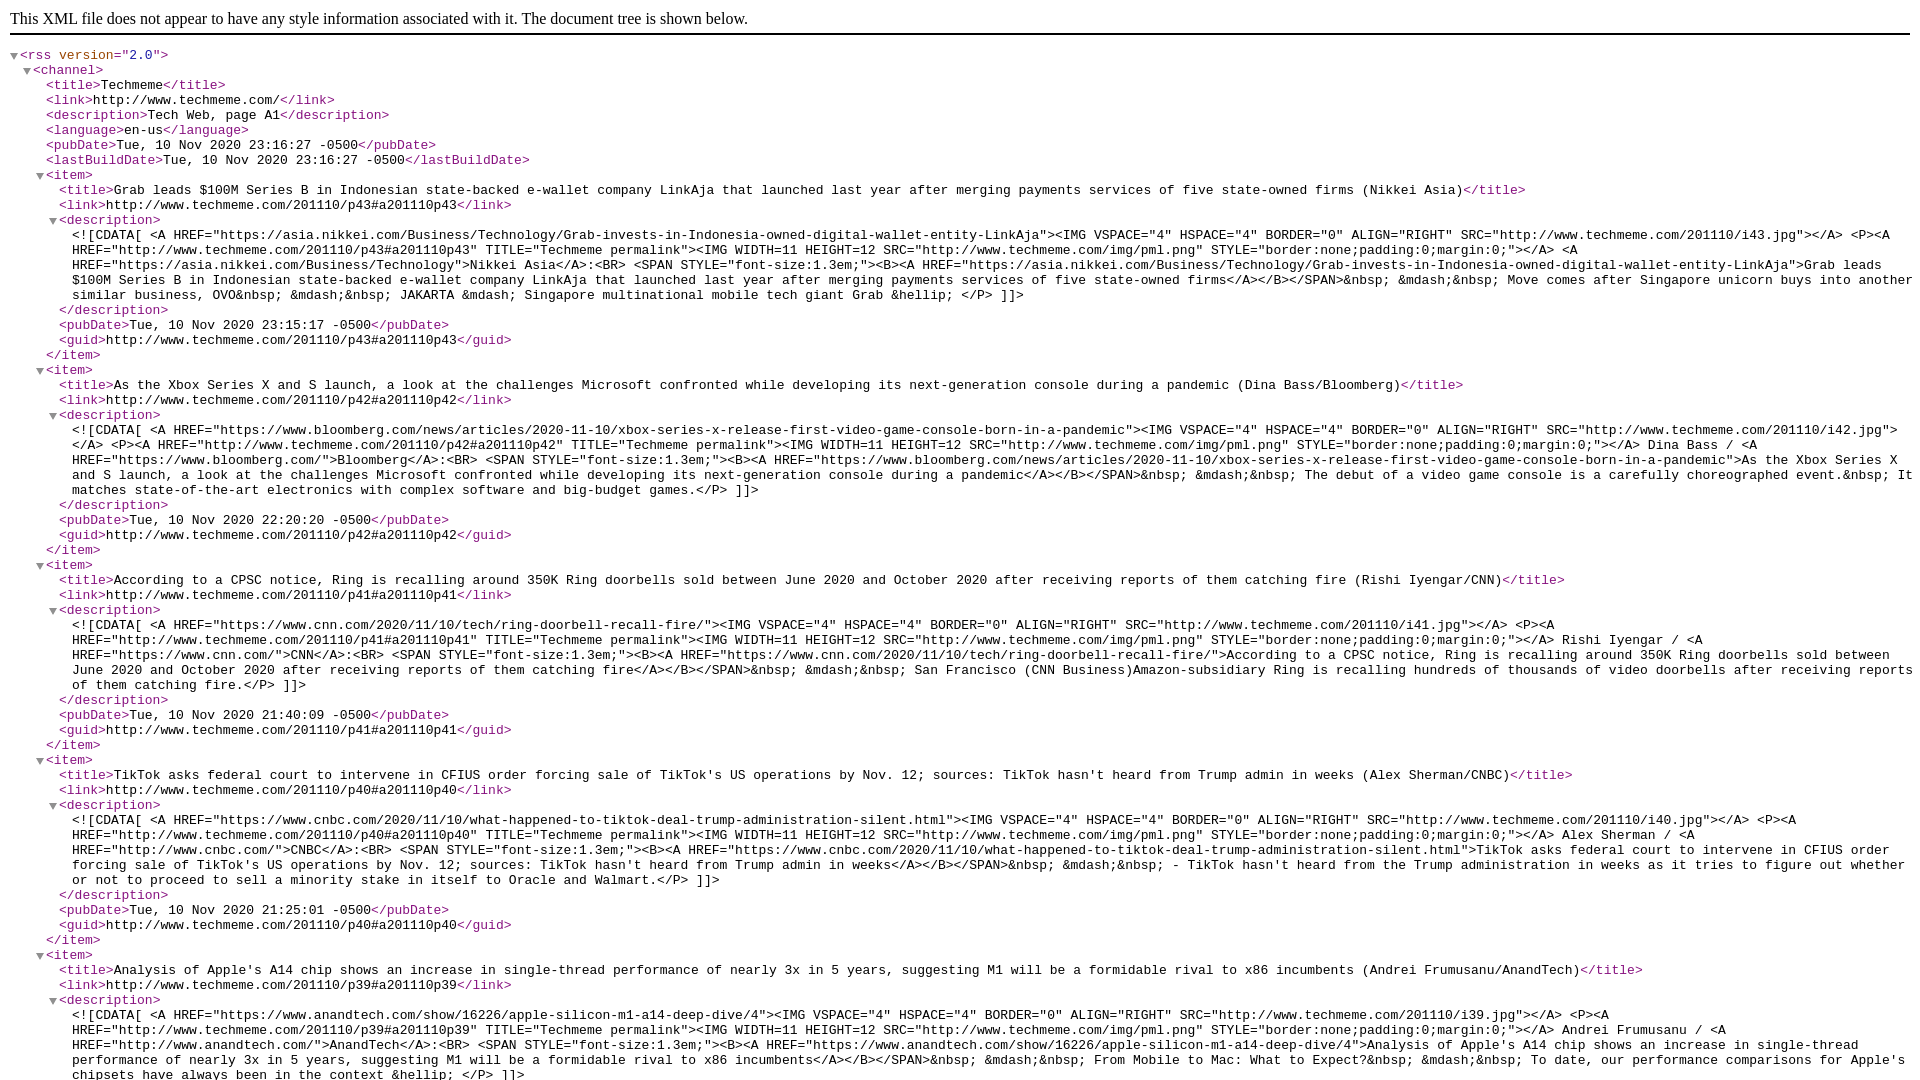 This XML file does not appear to have any style information associated with it. The document tree is shown below.
<rss version="2.0">
<channel>
<title>Techmeme</title>
<link>http://www.techmeme.com/</link>
<description>Tech Web, page A1</description>
<language>en-us</language>
<pubDate>Tue, 10 Nov 2020 23:16:27 -0500</pubDate>
<lastBuildDate>Tue, 10 Nov 2020 23:16:27 -0500</lastBuildDate>
<item>
<title>Grab leads $100M Series B in Indonesian state-backed e-wallet company LinkAja that launched last year after merging payments services of five state-owned firms (Nikkei Asia)</title>
<link>http://www.techmeme.com/201110/p43#a201110p43</link>
<description>
<![CDATA[ <A HREF="https://asia.nikkei.com/Business/Technology/Grab-invests-in-Indonesia-owned-digital-wallet-entity-LinkAja"><IMG VSPACE="4" HSPACE="4" BORDER="0" ALIGN="RIGHT" SRC="http://www.techmeme.com/201110/i43.jpg"></A> <P><A
HREF="http://www.techmeme.com/201110/p43#a201110p43" TITLE="Techmeme permalink"><IMG WIDTH=11 HEIGHT=12 SRC="http://www.techmeme.com/img/pml.png" STYLE="border:none;padding:0;margin:0;"></A> <A
HREF="https://asia.nikkei.com/Business/Technology">Nikkei Asia</A>:<BR> <SPAN STYLE="font-size:1.3em;"><B><A HREF="https://asia.nikkei.com/Business/Technology/Grab-invests-in-Indonesia-owned-digital-wallet-entity-LinkAja">Grab leads
$100M Series B in Indonesian state-backed e-wallet company LinkAja that launched last year after merging payments services of five state-owned firms</A></B></SPAN>&nbsp; &mdash;&nbsp; Move comes after Singapore unicorn buys into another
similar business, OVO&nbsp; &mdash;&nbsp; JAKARTA &mdash; Singapore multinational mobile tech giant Grab &hellip; </P> ]]>
</description>
<pubDate>Tue, 10 Nov 2020 23:15:17 -0500</pubDate>
<guid>http://www.techmeme.com/201110/p43#a201110p43</guid>
</item>
<item>
<title>As the Xbox Series X and S launch, a look at the challenges Microsoft confronted while developing its next-generation console during a pandemic (Dina Bass/Bloomberg)</title>
<link>http://www.techmeme.com/201110/p42#a201110p42</link>
<description>
<![CDATA[ <A HREF="https://www.bloomberg.com/news/articles/2020-11-10/xbox-series-x-release-first-video-game-console-born-in-a-pandemic"><IMG VSPACE="4" HSPACE="4" BORDER="0" ALIGN="RIGHT" SRC="http://www.techmeme.com/201110/i42.jpg">
</A> <P><A HREF="http://www.techmeme.com/201110/p42#a201110p42" TITLE="Techmeme permalink"><IMG WIDTH=11 HEIGHT=12 SRC="http://www.techmeme.com/img/pml.png" STYLE="border:none;padding:0;margin:0;"></A> Dina Bass / <A
HREF="https://www.bloomberg.com/">Bloomberg</A>:<BR> <SPAN STYLE="font-size:1.3em;"><B><A HREF="https://www.bloomberg.com/news/articles/2020-11-10/xbox-series-x-release-first-video-game-console-born-in-a-pandemic">As the Xbox Series X
and S launch, a look at the challenges Microsoft confronted while developing its next-generation console during a pandemic</A></B></SPAN>&nbsp; &mdash;&nbsp; The debut of a video game console is a carefully choreographed event.&nbsp; It
matches state-of-the-art electronics with complex software and big-budget games.</P> ]]>
</description>
<pubDate>Tue, 10 Nov 2020 22:20:20 -0500</pubDate>
<guid>http://www.techmeme.com/201110/p42#a201110p42</guid>
</item>
<item>
<title>According to a CPSC notice, Ring is recalling around 350K Ring doorbells sold between June 2020 and October 2020 after receiving reports of them catching fire (Rishi Iyengar/CNN)</title>
<link>http://www.techmeme.com/201110/p41#a201110p41</link>
<description>
<![CDATA[ <A HREF="https://www.cnn.com/2020/11/10/tech/ring-doorbell-recall-fire/"><IMG VSPACE="4" HSPACE="4" BORDER="0" ALIGN="RIGHT" SRC="http://www.techmeme.com/201110/i41.jpg"></A> <P><A
HREF="http://www.techmeme.com/201110/p41#a201110p41" TITLE="Techmeme permalink"><IMG WIDTH=11 HEIGHT=12 SRC="http://www.techmeme.com/img/pml.png" STYLE="border:none;padding:0;margin:0;"></A> Rishi Iyengar / <A
HREF="https://www.cnn.com/">CNN</A>:<BR> <SPAN STYLE="font-size:1.3em;"><B><A HREF="https://www.cnn.com/2020/11/10/tech/ring-doorbell-recall-fire/">According to a CPSC notice, Ring is recalling around 350K Ring doorbells sold between
June 2020 and October 2020 after receiving reports of them catching fire</A></B></SPAN>&nbsp; &mdash;&nbsp; San Francisco (CNN Business)Amazon-subsidiary Ring is recalling hundreds of thousands of video doorbells after receiving reports
of them catching fire.</P> ]]>
</description>
<pubDate>Tue, 10 Nov 2020 21:40:09 -0500</pubDate>
<guid>http://www.techmeme.com/201110/p41#a201110p41</guid>
</item>
<item>
<title>TikTok asks federal court to intervene in CFIUS order forcing sale of TikTok's US operations by Nov. 12; sources: TikTok hasn't heard from Trump admin in weeks (Alex Sherman/CNBC)</title>
<link>http://www.techmeme.com/201110/p40#a201110p40</link>
<description>
<![CDATA[ <A HREF="https://www.cnbc.com/2020/11/10/what-happened-to-tiktok-deal-trump-administration-silent.html"><IMG VSPACE="4" HSPACE="4" BORDER="0" ALIGN="RIGHT" SRC="http://www.techmeme.com/201110/i40.jpg"></A> <P><A
HREF="http://www.techmeme.com/201110/p40#a201110p40" TITLE="Techmeme permalink"><IMG WIDTH=11 HEIGHT=12 SRC="http://www.techmeme.com/img/pml.png" STYLE="border:none;padding:0;margin:0;"></A> Alex Sherman / <A
HREF="http://www.cnbc.com/">CNBC</A>:<BR> <SPAN STYLE="font-size:1.3em;"><B><A HREF="https://www.cnbc.com/2020/11/10/what-happened-to-tiktok-deal-trump-administration-silent.html">TikTok asks federal court to intervene in CFIUS order
forcing sale of TikTok's US operations by Nov. 12; sources: TikTok hasn't heard from Trump admin in weeks</A></B></SPAN>&nbsp; &mdash;&nbsp; - TikTok hasn't heard from the Trump administration in weeks as it tries to figure out whether
or not to proceed to sell a minority stake in itself to Oracle and Walmart.</P> ]]>
</description>
<pubDate>Tue, 10 Nov 2020 21:25:01 -0500</pubDate>
<guid>http://www.techmeme.com/201110/p40#a201110p40</guid>
</item>
<item>
<title>Analysis of Apple's A14 chip shows an increase in single-thread performance of nearly 3x in 5 years, suggesting M1 will be a formidable rival to x86 incumbents (Andrei Frumusanu/AnandTech)</title>
<link>http://www.techmeme.com/201110/p39#a201110p39</link>
<description>
<![CDATA[ <A HREF="https://www.anandtech.com/show/16226/apple-silicon-m1-a14-deep-dive/4"><IMG VSPACE="4" HSPACE="4" BORDER="0" ALIGN="RIGHT" SRC="http://www.techmeme.com/201110/i39.jpg"></A> <P><A
HREF="http://www.techmeme.com/201110/p39#a201110p39" TITLE="Techmeme permalink"><IMG WIDTH=11 HEIGHT=12 SRC="http://www.techmeme.com/img/pml.png" STYLE="border:none;padding:0;margin:0;"></A> Andrei Frumusanu / <A
HREF="http://www.anandtech.com/">AnandTech</A>:<BR> <SPAN STYLE="font-size:1.3em;"><B><A HREF="https://www.anandtech.com/show/16226/apple-silicon-m1-a14-deep-dive/4">Analysis of Apple's A14 chip shows an increase in single-thread
performance of nearly 3x in 5 years, suggesting M1 will be a formidable rival to x86 incumbents</A></B></SPAN>&nbsp; &mdash;&nbsp; From Mobile to Mac: What to Expect?&nbsp; &mdash;&nbsp; To date, our performance comparisons for Apple's
chipsets have always been in the context &hellip; </P> ]]>